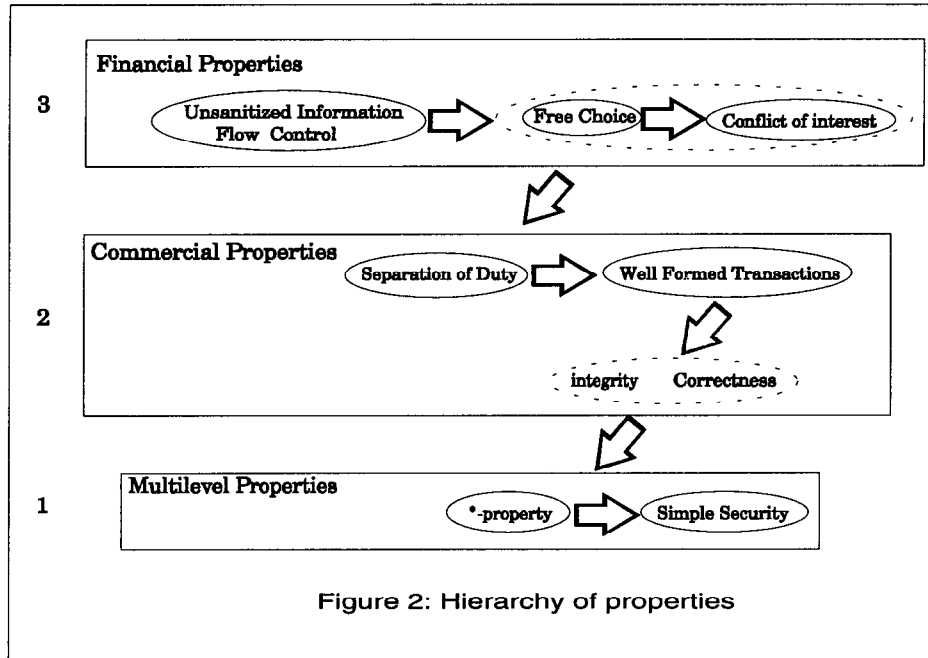 Financial Properties
3
Unsanitized Information
Flow Control
Free Choice
Conflict of interest
Commercial Properties
Separation of Duty
Well Formed Transactions
2
integrity
Correctness
Multilevel Properties
1
*-property
Simple Security
Figure 2: Hierarchy of properties